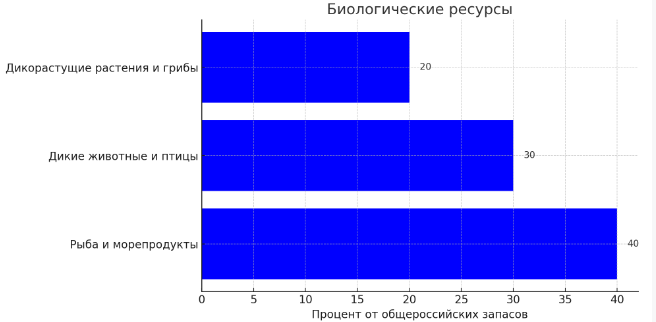 Биологические ресурсы
Дикорастущие растения и грибы
20
Дикие животные и птицы
30
Рыба и морепродукты
40
0 5 10 15 20 25 30 35 40
Процент от общероссийских запасов